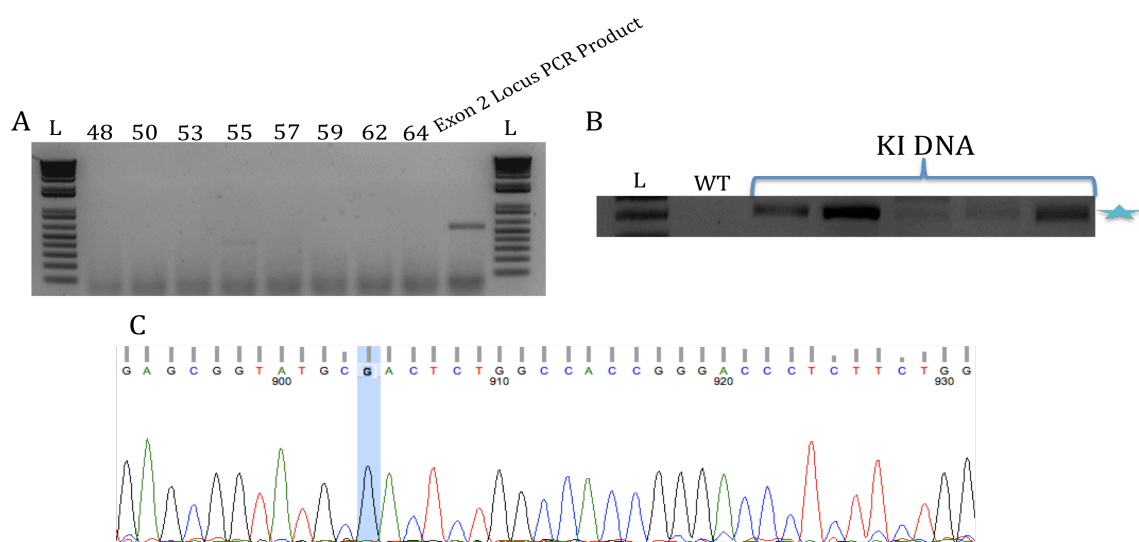 Exon 2 Locus PCR Product
A L 48 50 53 55 57 59 62 64 L
B
KI DNA
L WT
C
G A G C G G T A T G C G A C T C T G G C C A C C G G G A C C C T C T T C T G G
900 910 920 930